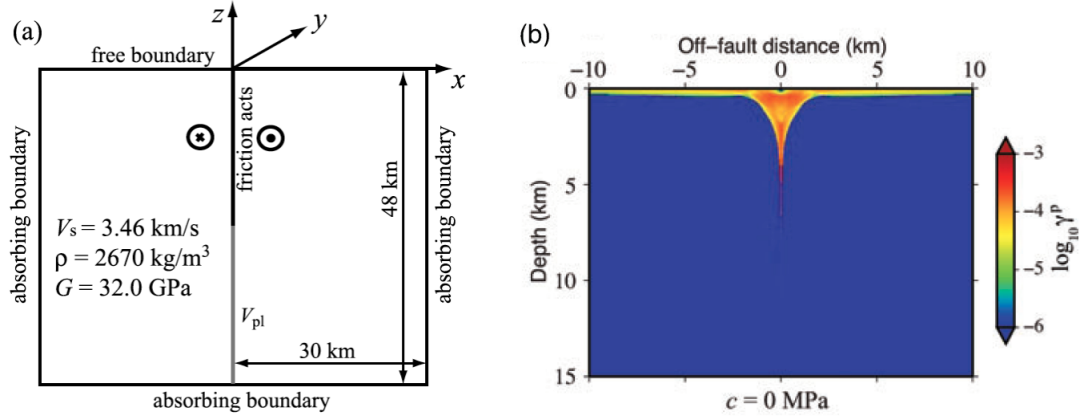 (a)
z
y
free boundary
x
absorbing boundary
friction acts
48 km
absorbing boundary
Vs = 3.46 km/s
ρ = 2670 kg/m³
G = 32.0 GPa
Vpl
30 km
absorbing boundary
(b)
Off−fault distance (km)
−10 −5 0 5 10
Depth (km)
0
5
10
15
−3
−4
−5
−6
log₁₀ γᵖ
c = 0 MPa